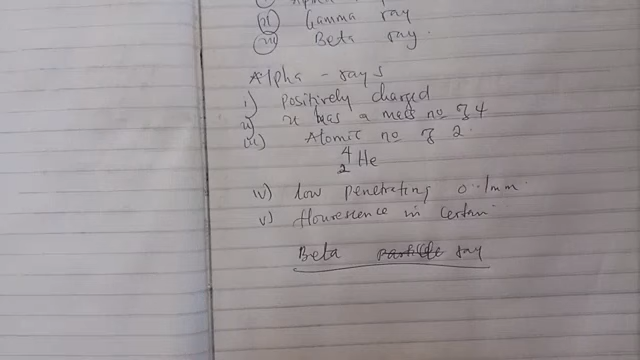 ii) Gamma ray
iii) Beta ray.
Alpha - rays
i) positively charged
ii) It has a mass no of 4
iii) Atomic no of 2.
4
2 He
iv) low penetrating 0.1mm.
v) flourescence in certain
Beta particle ray